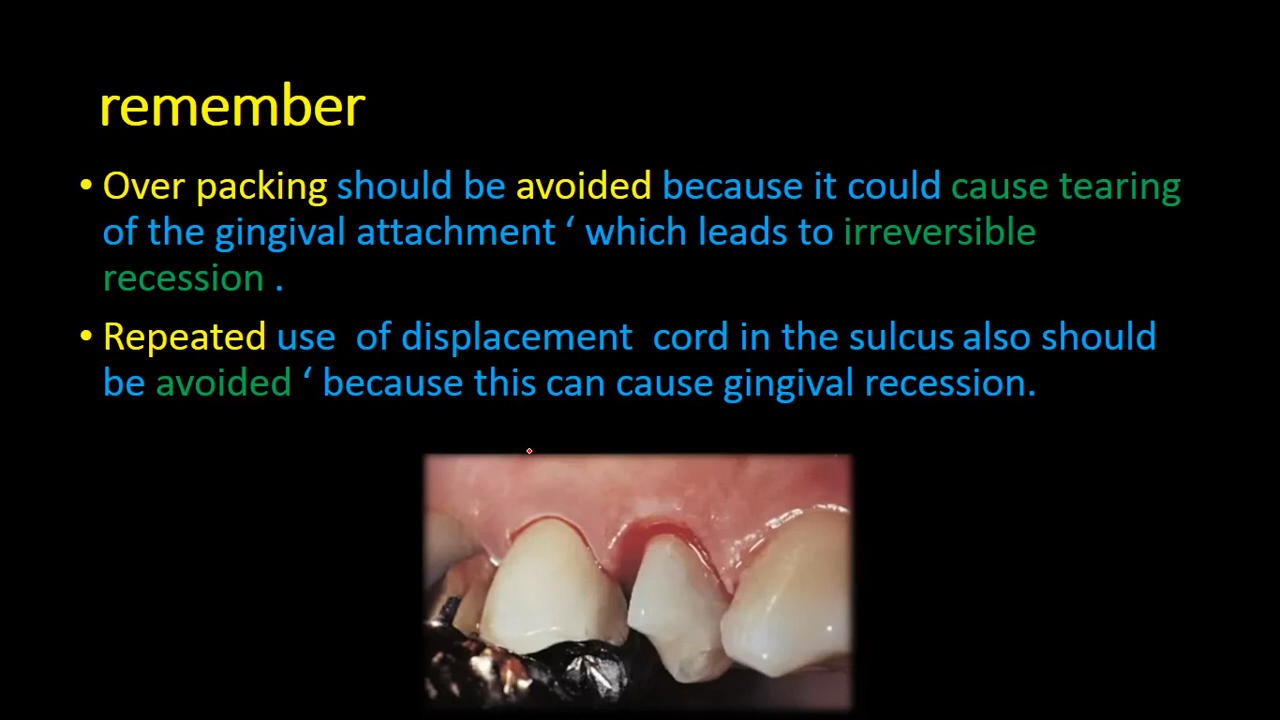 remember
• Over packing should be avoided because it could cause tearing
of the gingival attachment ‘ which leads to irreversible
recession .
• Repeated use of displacement cord in the sulcus also should
be avoided ‘ because this can cause gingival recession.